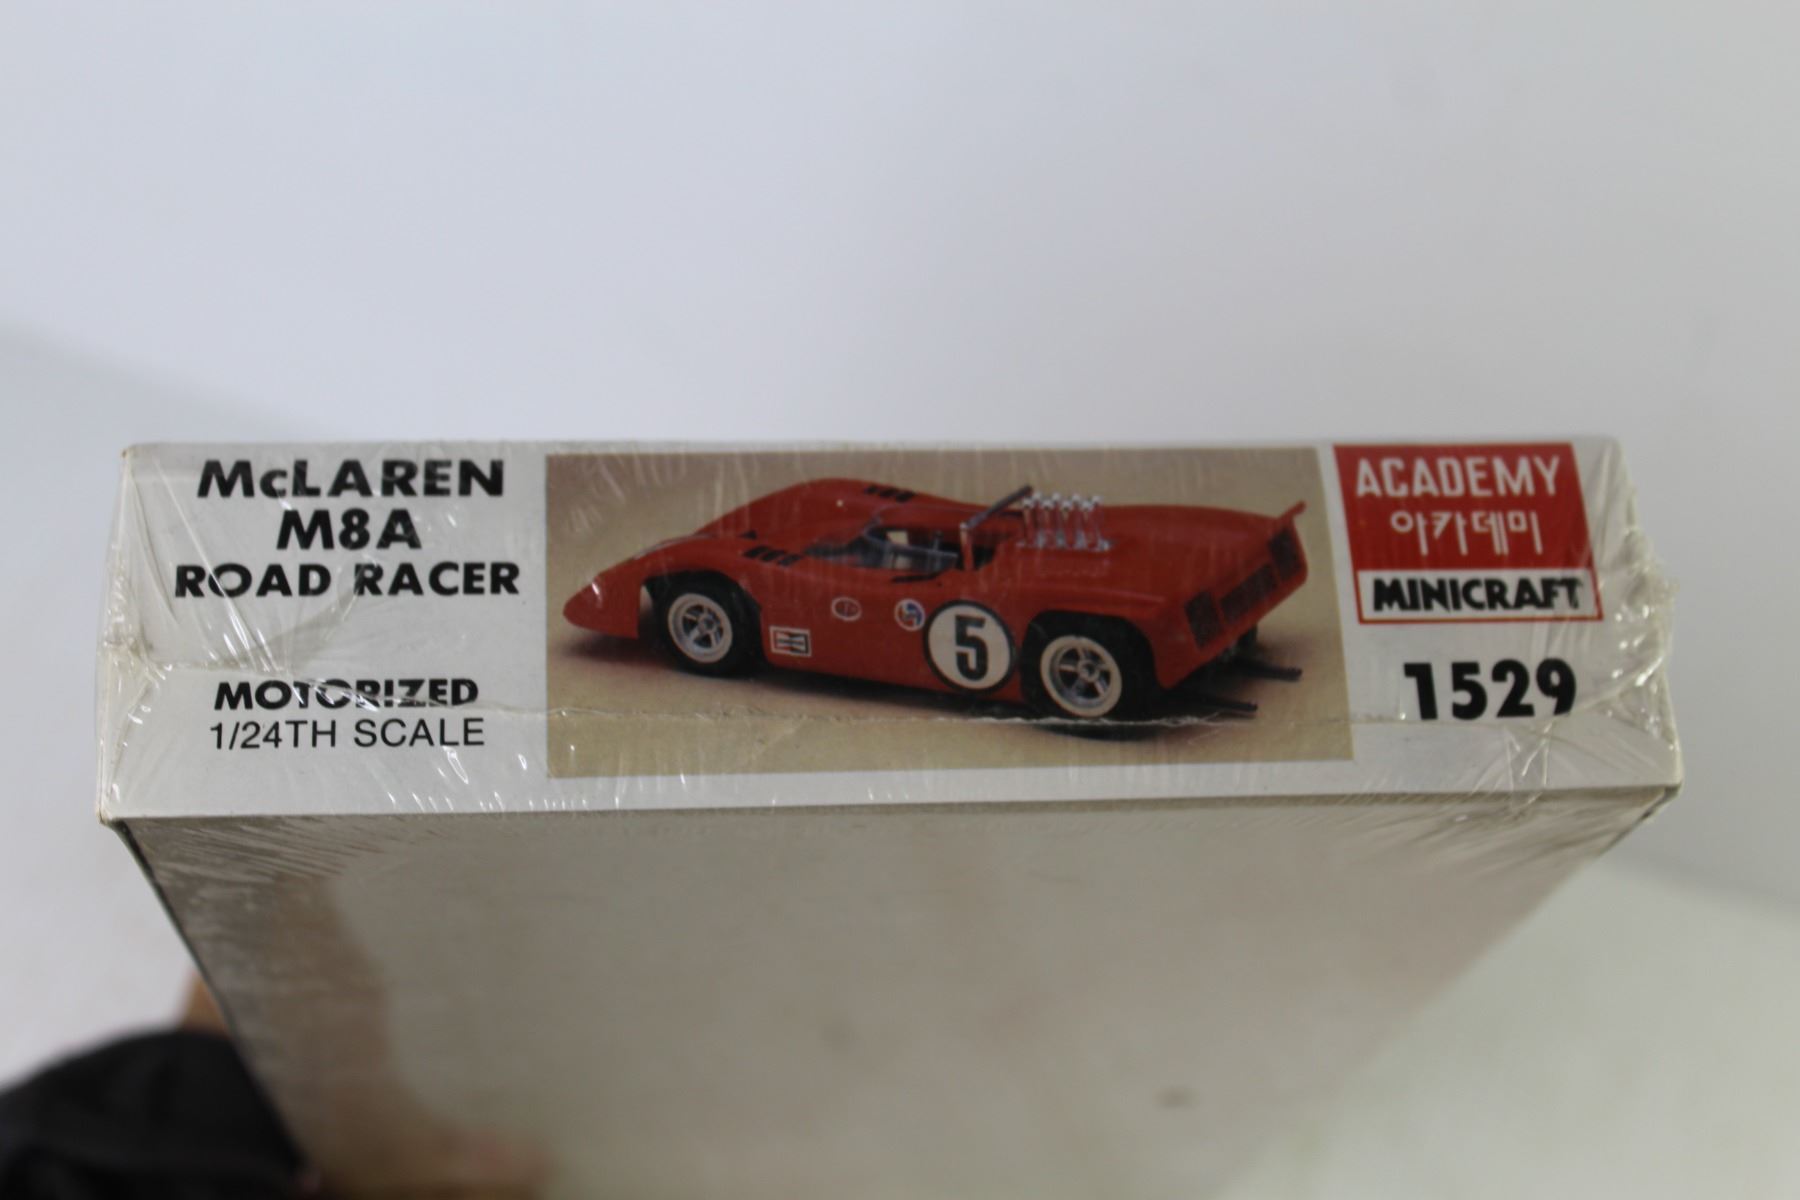 McLAREN
M8A
ROAD RACER
MOTORIZED
1/24TH SCALE
5
ACADEMY
아카데미
MINICRAFT
1529